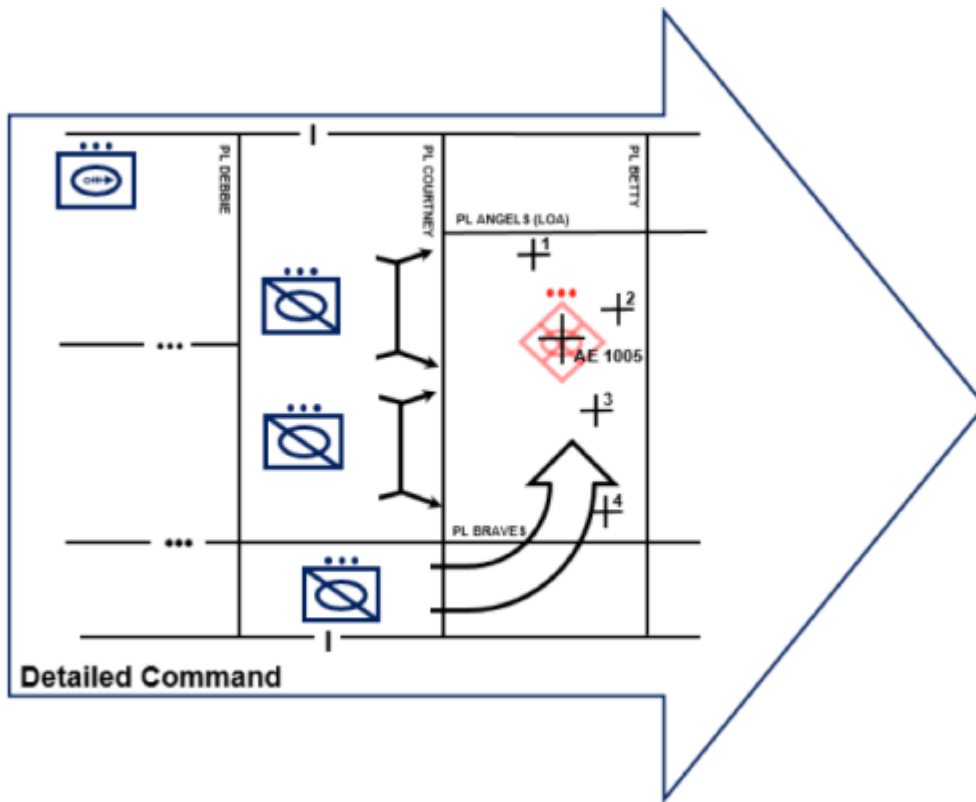 PL DEBBIE
PL COURTNEY
PL BETTY
PL ANGELS (LOA)
1
2
AE 1005
3
4
PL BRAVES
Detailed Command